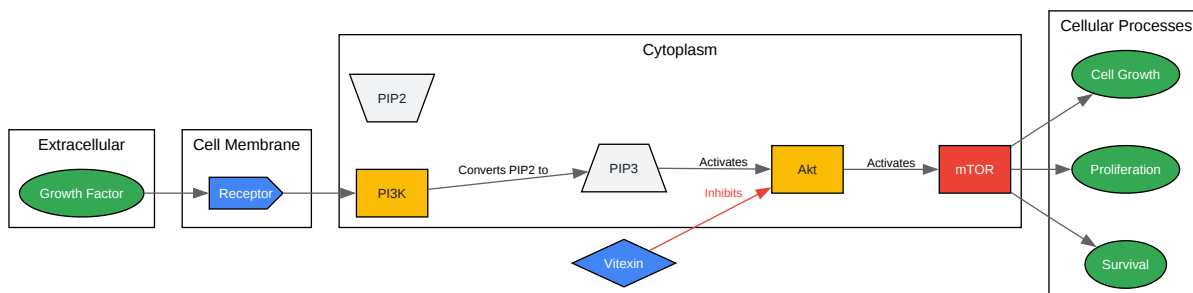 Extracellular
Growth Factor
Cell Membrane
Receptor
Cytoplasm
PIP2
PI3K
Converts PIP2 to
PIP3
Activates
Inhibits
Vitexin
Akt
Activates
mTOR
Cellular Processes
Cell Growth
Proliferation
Survival